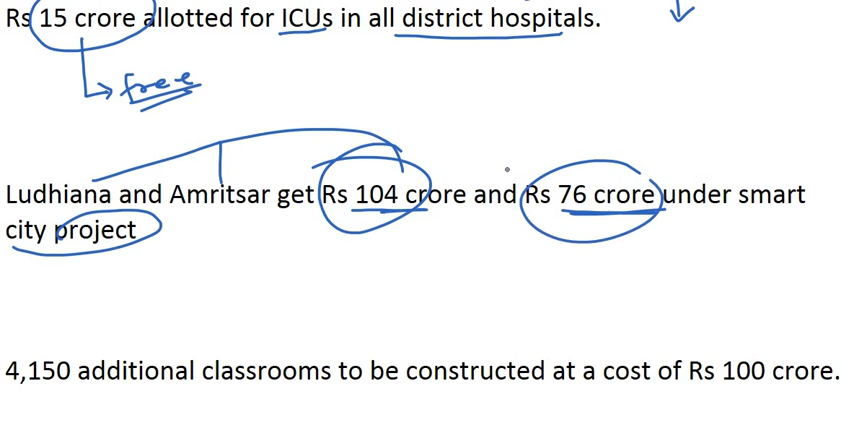 Rs 15 crore allotted for ICUs in all district hospitals.
free
Ludhiana and Amritsar get Rs 104 crore and Rs 76 crore under smart
city project
4,150 additional classrooms to be constructed at a cost of Rs 100 crore.